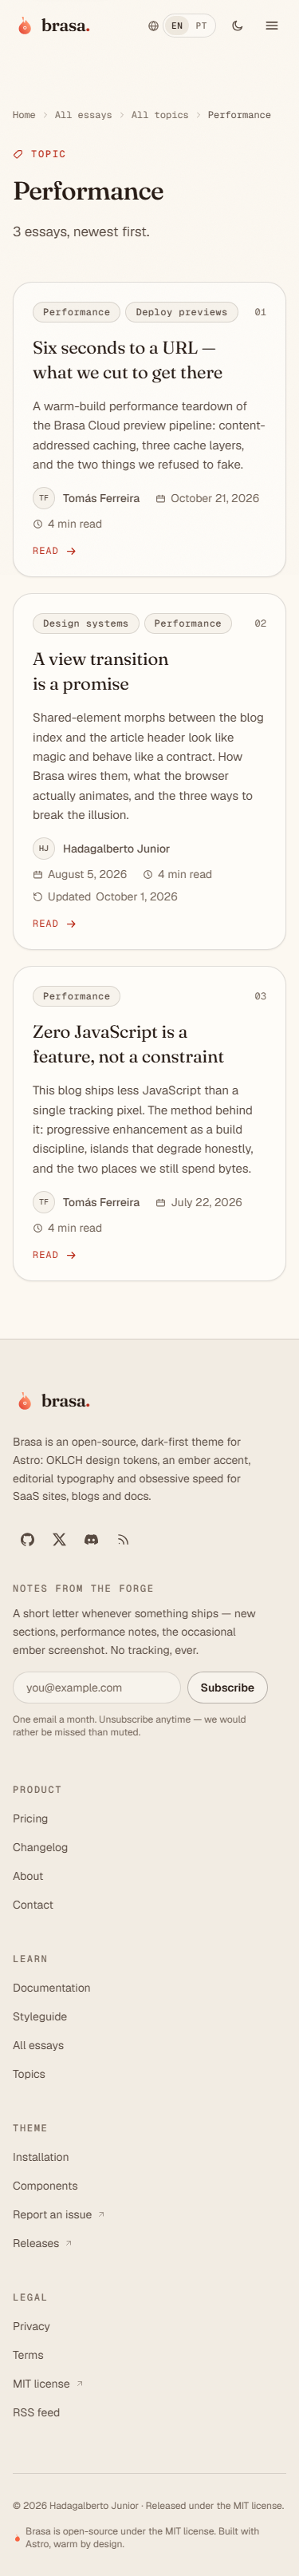 brasa.
EN PT
Home > All essays > All topics > Performance
TOPIC
Performance
3 essays, newest first.
Performance Deploy previews 01
Six seconds to a URL —
what we cut to get there
A warm-build performance teardown of
the Brasa Cloud preview pipeline: content-
addressed caching, three cache layers,
and the two things we refused to fake.
TF Tomás Ferreira October 21, 2026
4 min read
READ →
Design systems Performance 02
A view transition
is a promise
Shared-element morphs between the blog
index and the article header look like
magic and behave like a contract. How
Brasa wires them, what the browser
actually animates, and the three ways to
break the illusion.
HJ Hadagalberto Junior
August 5, 2026 4 min read
Updated October 1, 2026
READ →
Performance 03
Zero JavaScript is a
feature, not a constraint
This blog ships less JavaScript than a
single tracking pixel. The method behind
it: progressive enhancement as a build
discipline, islands that degrade honestly,
and the two places we still spend bytes.
TF Tomás Ferreira July 22, 2026
4 min read
READ →
brasa.
Brasa is an open-source, dark-first theme for
Astro: OKLCH design tokens, an ember accent,
editorial typography and obsessive speed for
SaaS sites, blogs and docs.
NOTES FROM THE FORGE
A short letter whenever something ships — new
sections, performance notes, the occasional
ember screenshot. No tracking, ever.
you@example.com Subscribe
One email a month. Unsubscribe anytime — we would
rather be missed than muted.
PRODUCT
Pricing
Changelog
About
Contact
LEARN
Documentation
Styleguide
All essays
Topics
THEME
Installation
Components
Report an issue ↗
Releases ↗
LEGAL
Privacy
Terms
MIT license ↗
RSS feed
© 2026 Hadagalberto Junior · Released under the MIT license.
Brasa is open-source under the MIT license. Built with
Astro, warm by design.